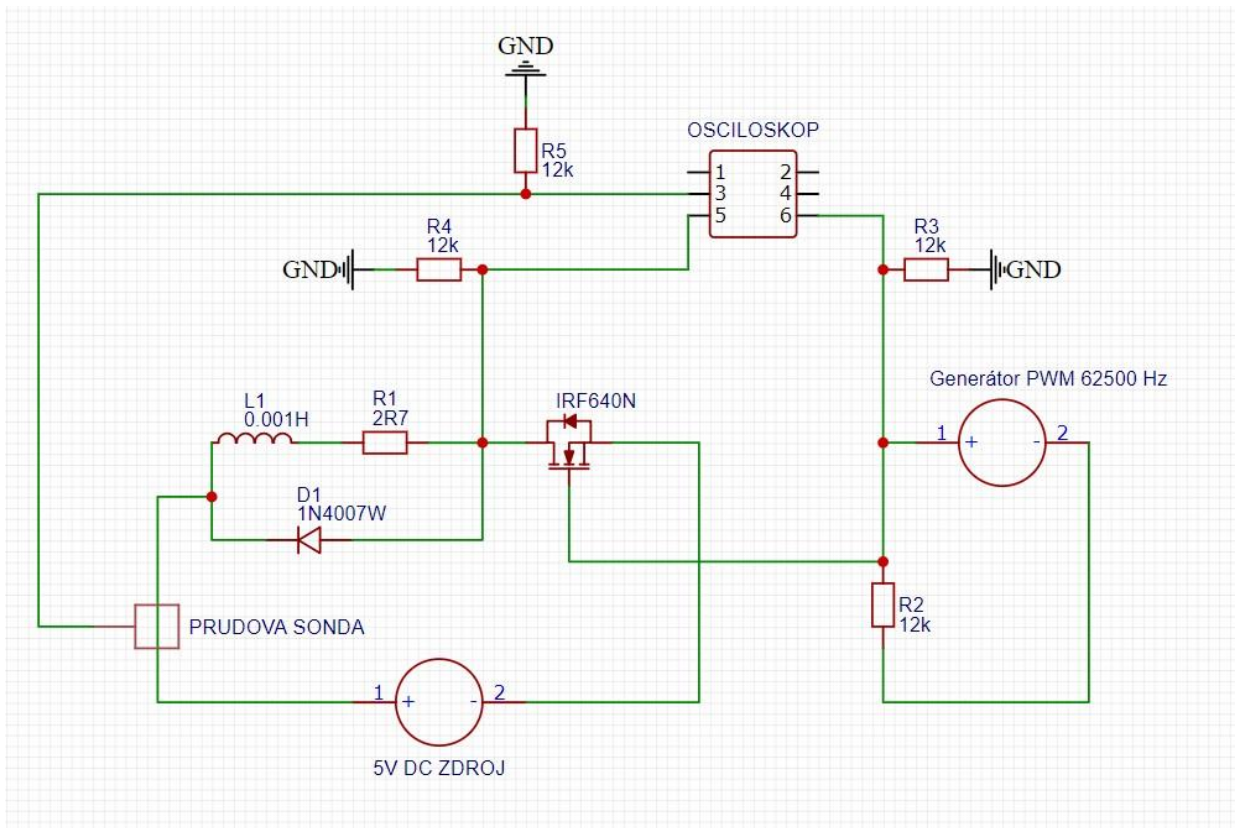 GND
OSCILOSKOP
R5
12k
1 2
3 4
5 6
R4
12k
GND
R3
12k
GND
Generátor PWM 62500 Hz
L1
0.001H
R1
2R7
IRF640N
1 + - 2
D1
1N4007W
R2
12k
PRUDOVA SONDA
1 + - 2
5V DC ZDROJ